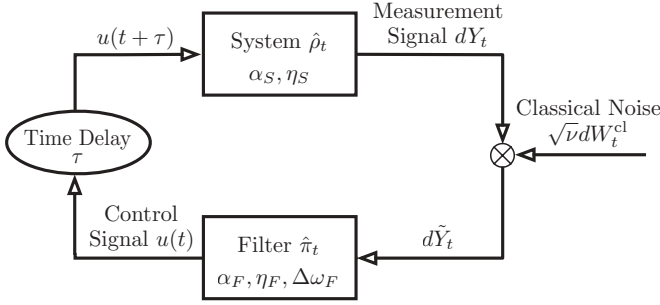 u(t + τ)
System ρ̂_t
α_S, η_S
Measurement
Signal dY_t
Classical Noise
√ν dW_t^cl
⊗
Time Delay
τ
Control
Signal u(t)
Filter π̂_t
α_F, η_F, Δω_F
dỸ_t